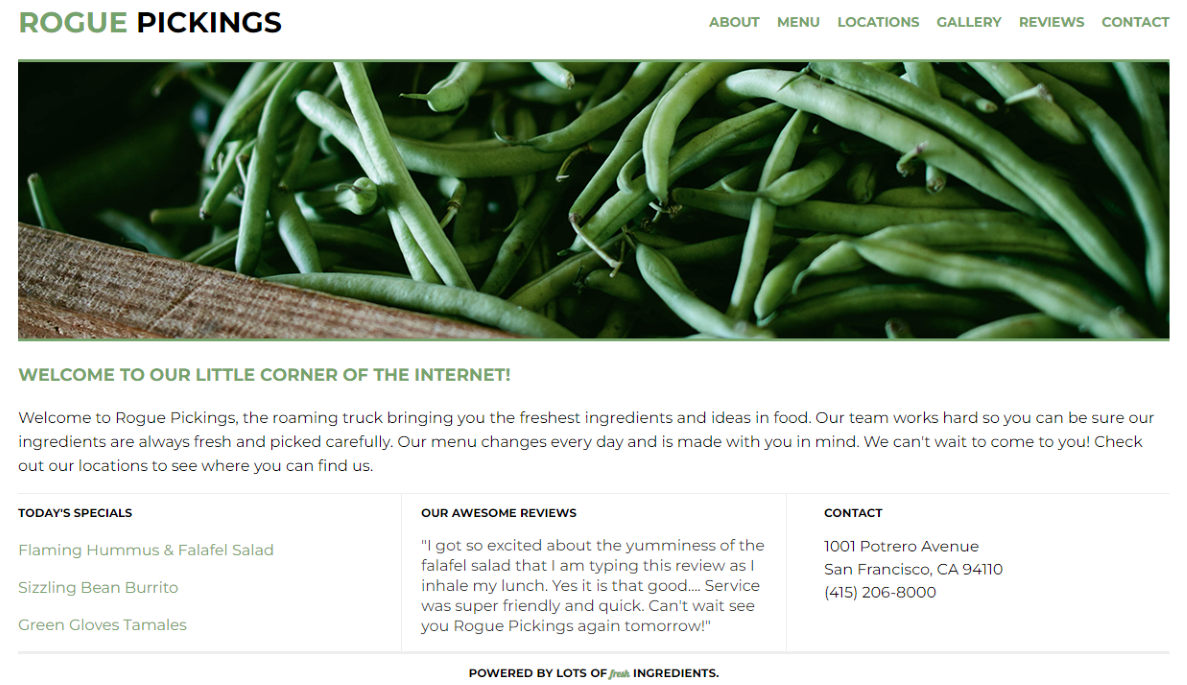 ROGUE PICKINGS
ABOUT MENU LOCATIONS GALLERY REVIEWS CONTACT
WELCOME TO OUR LITTLE CORNER OF THE INTERNET!
Welcome to Rogue Pickings, the roaming truck bringing you the freshest ingredients and ideas in food. Our team works hard so you can be sure our
ingredients are always fresh and picked carefully. Our menu changes every day and is made with you in mind. We can't wait to come to you! Check
out our locations to see where you can find us.
TODAY'S SPECIALS
Flaming Hummus & Falafel Salad
Sizzling Bean Burrito
Green Gloves Tamales
OUR AWESOME REVIEWS
"I got so excited about the yumminess of the
falafel salad that I am typing this review as I
inhale my lunch. Yes it is that good.... Service
was super friendly and quick. Can't wait see
you Rogue Pickings again tomorrow!"
CONTACT
1001 Potrero Avenue
San Francisco, CA 94110
(415) 206-8000
POWERED BY LOTS OF fresh INGREDIENTS.